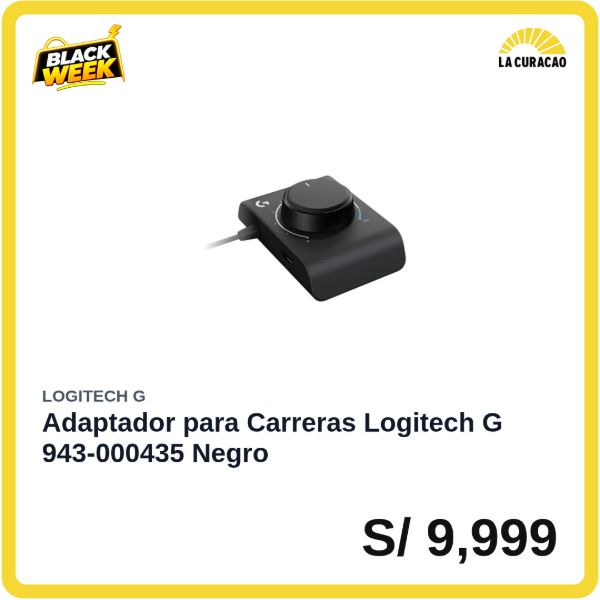 BLACK
WEEK
LA CURACAO
LOGITECH G
Adaptador para Carreras Logitech G
943-000435 Negro
S/ 9,999